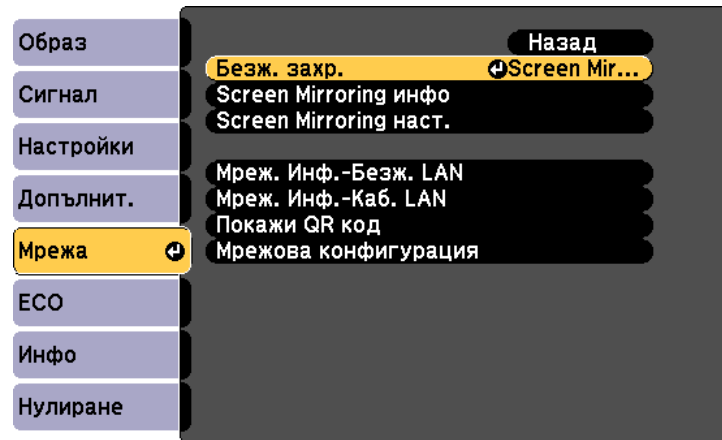 Образ
Сигнал
Настройки
Допълнит.
Мрежа
ECO
Инфо
Нулиране
Назад
Безж. захр. Screen Mir...
Screen Mirroring инфо
Screen Mirroring наст.
Мреж. Инф.-Безж. LAN
Мреж. Инф.-Каб. LAN
Покажи QR код
Мрежова конфигурация